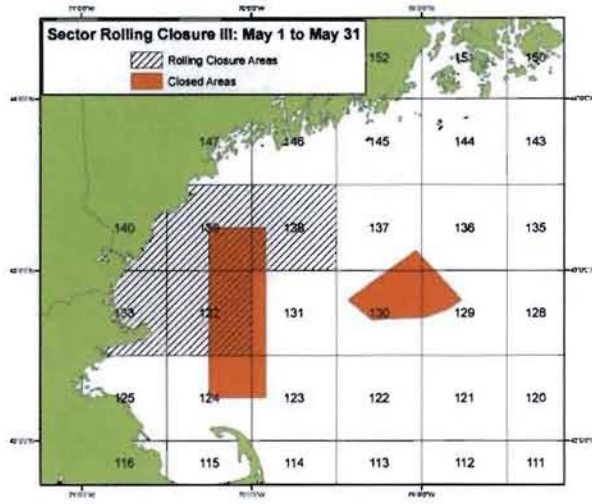 Sector Rolling Closure III: May 1 to May 31
Rolling Closure Areas
Closed Areas
152 150
147 146 145 144 143
140 139 138 137 136 135
133 132 131 130 129 128
125 124 123 122 121 120
116 115 114 113 112 111